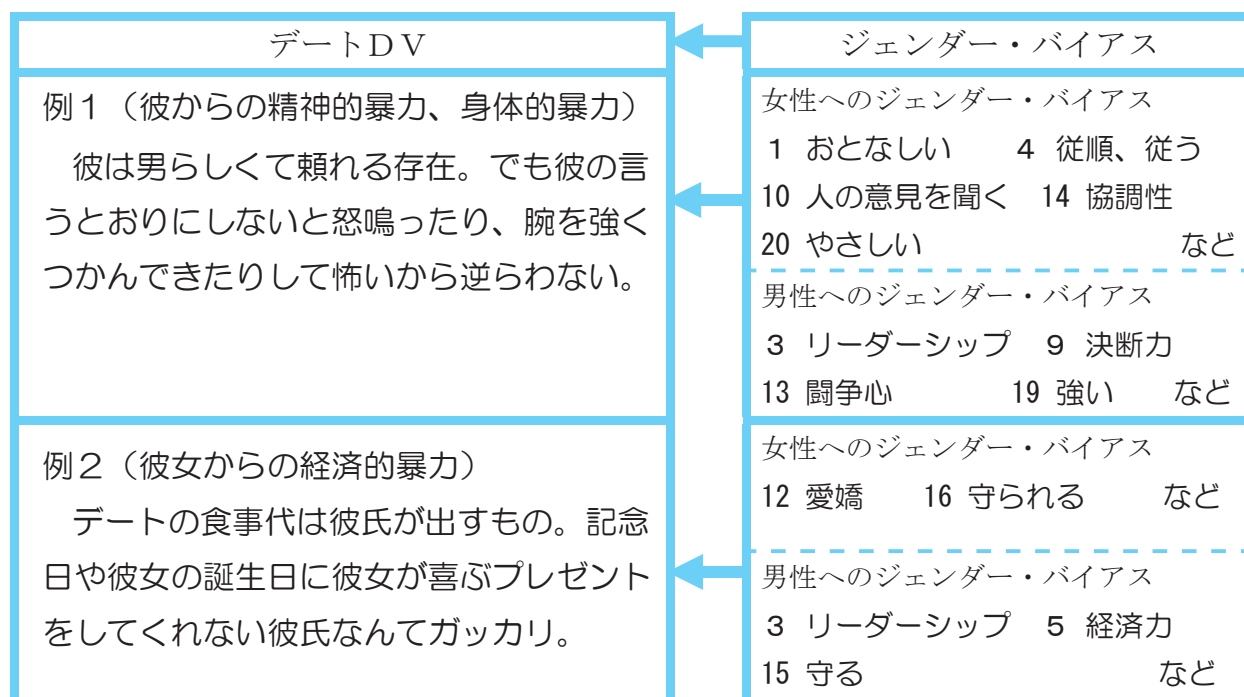 デートＤＶ
例１（彼からの精神的暴力、身体的暴力）
彼は男らしくて頼れる存在。でも彼の言
うとおりにしないと怒鳴ったり、腕を強く
つかんできたりして怖いから逆らわない。
例２（彼女からの経済的暴力）
デートの食事代は彼氏が出すもの。記念
日や彼女の誕生日に彼女が喜ぶプレゼント
をしてくれない彼氏なんてガッカリ。
ジェンダー・バイアス
女性へのジェンダー・バイアス
１ おとなしい　４ 従順、従う
10 人の意見を聞く　14 協調性
20 やさしい　など
男性へのジェンダー・バイアス
３ リーダーシップ　９ 決断力
13 闘争心　19 強い　など
女性へのジェンダー・バイアス
12 愛嬌　16 守られる　など
男性へのジェンダー・バイアス
３ リーダーシップ　５ 経済力
15 守る　など